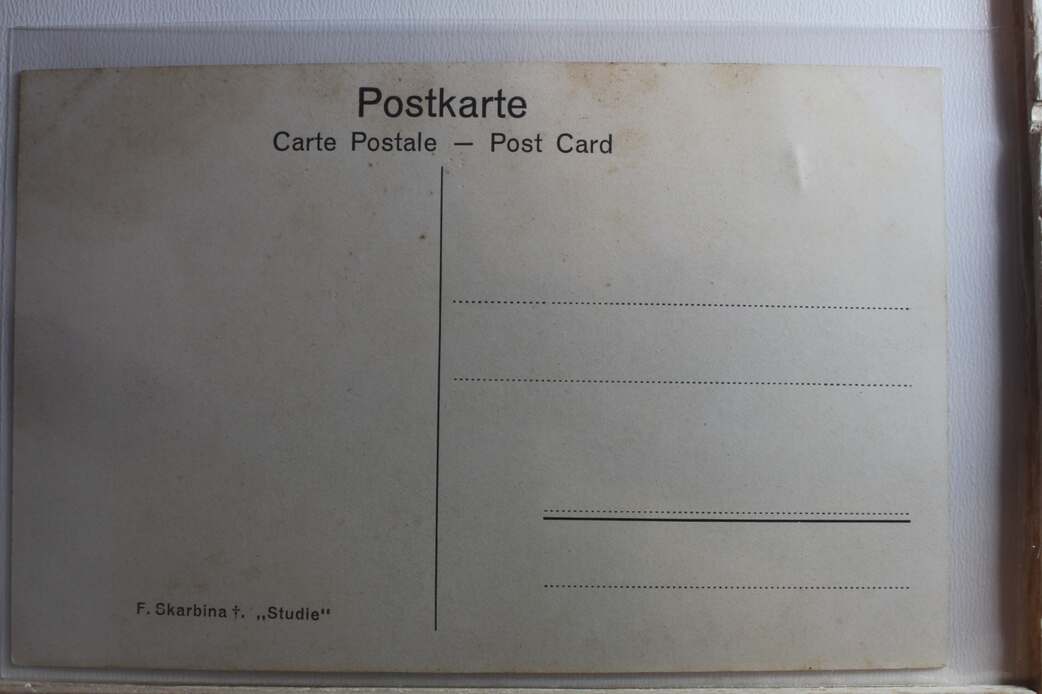 Postkarte
Carte Postale — Post Card
F. Skarbina †. „Studie“